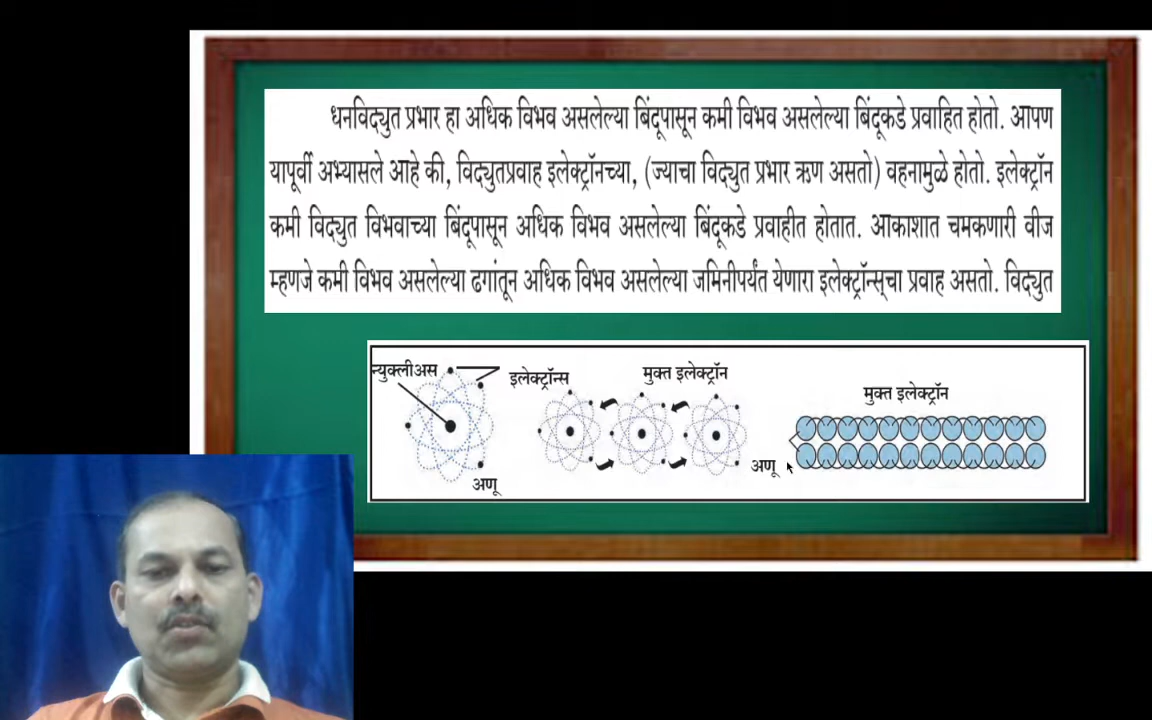 धनविद्युत प्रभार हा अधिक विभव असलेल्या बिंदूपासून कमी विभव असलेल्या बिंदूकडे प्रवाहित होतो. आपण
यापूर्वी अभ्यासले आहे की, विद्युतप्रवाह इलेक्ट्रॉनच्या, (ज्याचा विद्युत प्रभार ऋण असतो) वहनामुळे होतो. इलेक्ट्रॉन
कमी विद्युत विभवाच्या बिंदूपासून अधिक विभव असलेल्या बिंदूकडे प्रवाहीत होतात. आकाशात चमकणारी वीज
म्हणजे कमी विभव असलेल्या ढगांतून अधिक विभव असलेल्या जमिनीपर्यंत येणारा इलेक्ट्रॉन्स्‌चा प्रवाह असतो. विद्युत
न्युक्लीअस
इलेक्ट्रॉन्स
अणू
मुक्त इलेक्ट्रॉन
अणू
मुक्त इलेक्ट्रॉन